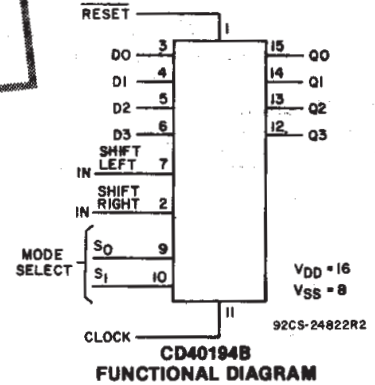 RESET
1
D0 3 15 Q0
D1 4 14 Q1
D2 5 13 Q2
D3 6 12 Q3
SHIFT
LEFT 7
IN
SHIFT
RIGHT 2
IN
MODE
SELECT
S0 9
S1 10
VDD = 16
VSS = 8
11
92CS-24822R2
CLOCK
CD40194B
FUNCTIONAL DIAGRAM